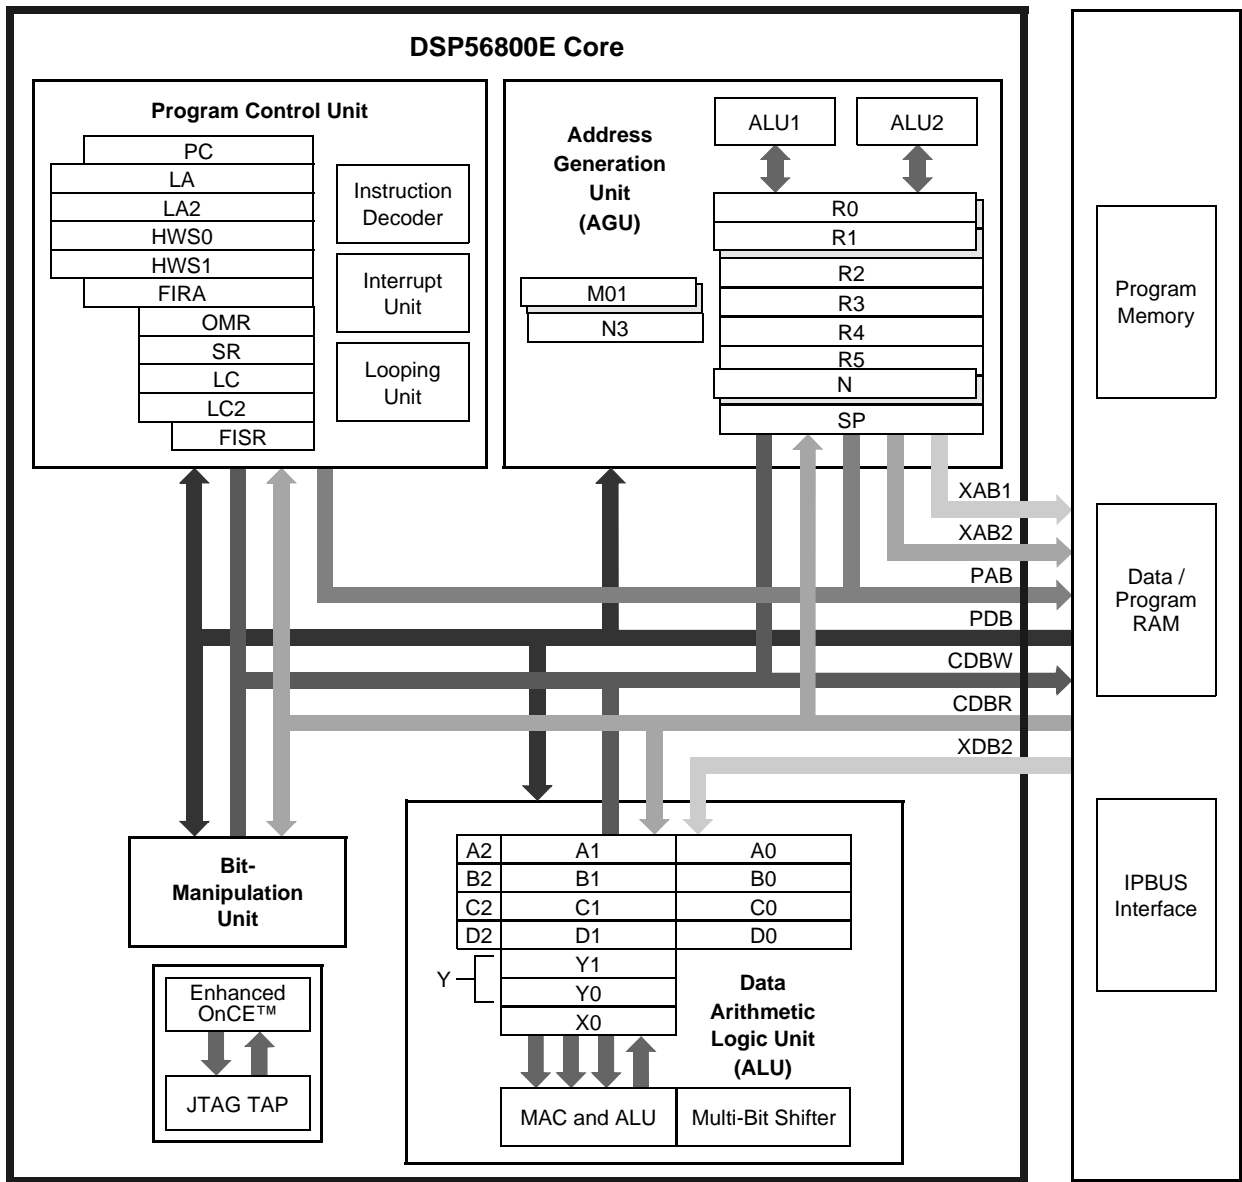 DSP56800E Core
Program Control Unit
PC
LA
LA2
HWS0
HWS1
FIRA
OMR
SR
LC
LC2
FISR
Instruction
Decoder
Interrupt
Unit
Looping
Unit
Address
Generation
Unit
(AGU)
ALU1
ALU2
R0
R1
R2
R3
R4
R5
N
SP
M01
N3
XAB1
XAB2
PAB
PDB
CDBW
CDBR
XDB2
Program
Memory
Data /
Program
RAM
IPBUS
Interface
Bit-
Manipulation
Unit
Enhanced
OnCE™
JTAG TAP
A2 A1 A0
B2 B1 B0
C2 C1 C0
D2 D1 D0
Y
Y1
Y0
X0
Data
Arithmetic
Logic Unit
(ALU)
MAC and ALU
Multi-Bit Shifter